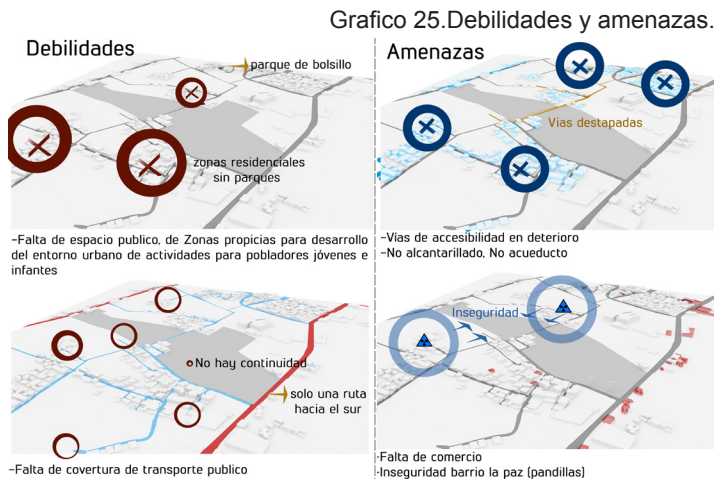 Grafico 25.Debilidades y amenazas.
Debilidades
parque de bolsillo
zonas residenciales
sin parques
-Falta de espacio publico, de Zonas propicias para desarrollo
del entorno urbano de actividades para pobladores jóvenes e
infantes
Amenazas
Vias destapadas
-Vías de accesibilidad en deterioro
-No alcantarillado, No acueducto
No hay continuidad
solo una ruta
hacia el sur
-Falta de covertura de transporte publico
Inseguridad
-Falta de comercio
-Inseguridad barrio la paz (pandillas)